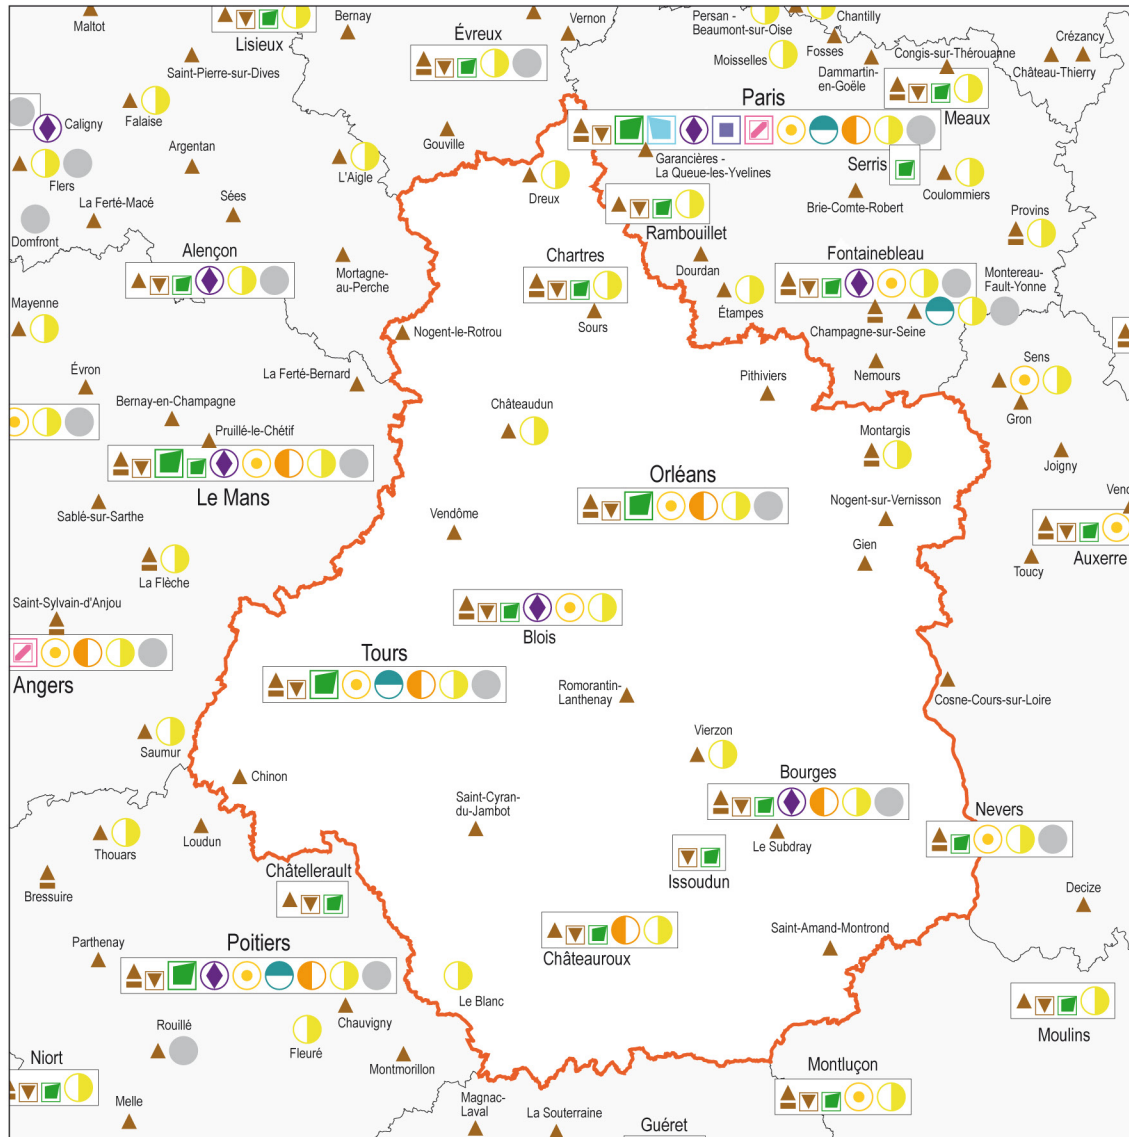 Maltot
Lisieux
Bernay
Évreux
Vernon
Persan -
Beaumont-sur-Oise
Chantilly
Fosses
Moisselles
Dammartin-
en-Goële
Congis-sur-Thérouanne
Crézancy
Château-Thierry
Saint-Pierre-sur-Dives
Falaise
Caligny
Argentan
Flers
L'Aigle
Gouville
Paris
Meaux
Garancières -
La Queue-les-Yvelines
Serris
Coulommiers
Brie-Comte-Robert
Dreux
La Ferté-Macé
Sées
Domfront
Provins
Rambouillet
Alençon
Mortagne-
au-Perche
Chartres
Dourdan
Fontainebleau
Montereau-
Fault-Yonne
Mayenne
Sours
Étampes
Champagne-sur-Seine
Nogent-le-Rotrou
Évron
La Ferté-Bernard
Pithiviers
Nemours
Sens
Bernay-en-Champagne
Châteaudun
Gron
Pruillé-le-Chétif
Montargis
Joigny
Le Mans
Orléans
Sablé-sur-Sarthe
Vendôme
Nogent-sur-Vernisson
Vend
Gien
La Flèche
Toucy
Auxerre
Saint-Sylvain-d'Anjou
Blois
Angers
Tours
Romorantin-
Lanthenay
Cosne-Cours-sur-Loire
Saumur
Vierzon
Chinon
Bourges
Saint-Cyran-
du-Jambot
Nevers
Thouars
Loudun
Le Subdray
Bressuire
Châtellerault
Issoudun
Decize
Parthenay
Poitiers
Châteauroux
Saint-Amand-Montrond
Le Blanc
Chauvigny
Rouillé
Fleuré
Moulins
Niort
Montmorillon
Montluçon
Melle
Magnac-
Laval
La Souterraine
Guéret